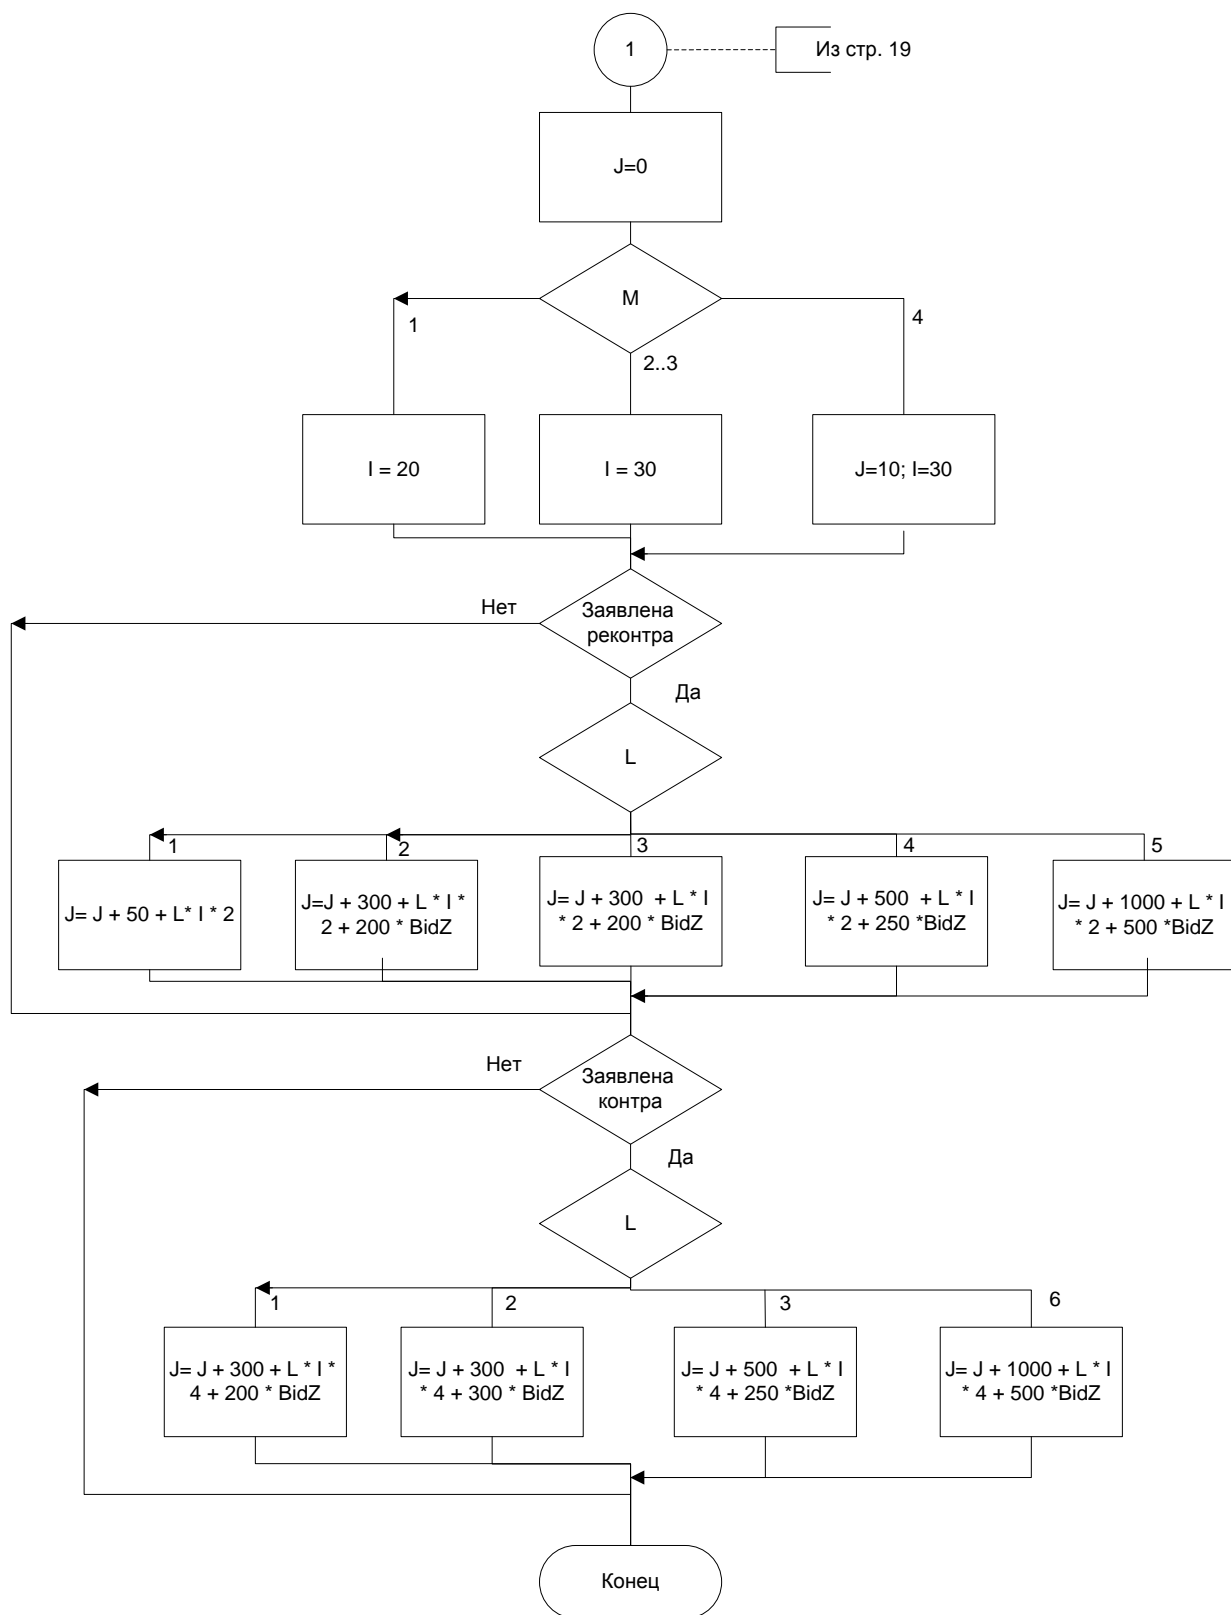 1
Из стр. 19
J=0
M
1
4
2..3
I = 20
I = 30
J=10; I=30
Нет
Заявлена
реконтра
Да
L
1
2
3
4
5
J= J + 50 + L* I * 2
J=J + 300 + L * I *
2 + 200 * BidZ
J= J + 300 + L * I
* 2 + 200 * BidZ
J= J + 500 + L * I
* 2 + 250 *BidZ
J= J + 1000 + L * I
* 2 + 500 *BidZ
Нет
Заявлена
контра
Да
L
1
2
3
6
J= J + 300 + L * I *
4 + 200 * BidZ
J= J + 300 + L * I
* 4 + 300 * BidZ
J= J + 500 + L * I
* 4 + 250 *BidZ
J= J + 1000 + L * I
* 4 + 500 *BidZ
Конец